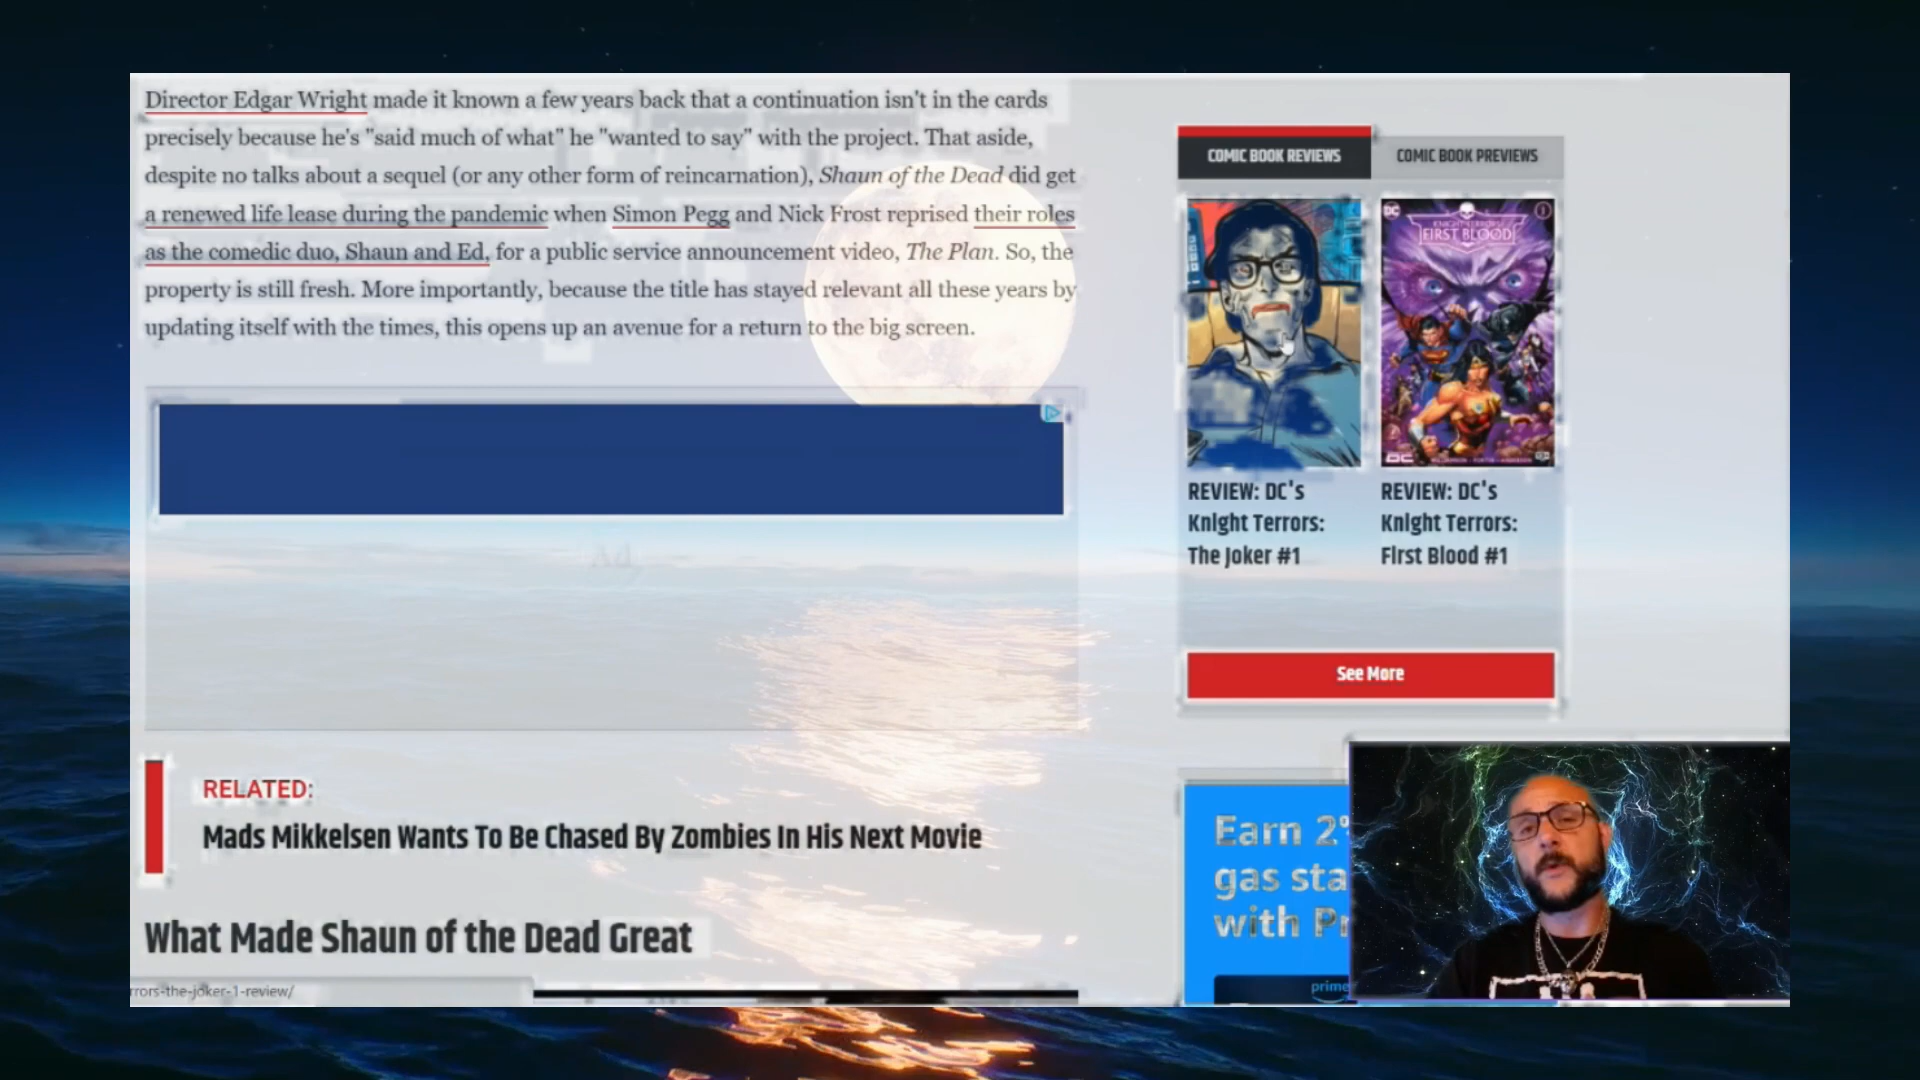 Director Edgar Wright made it known a few years back that a continuation isn't in the cards
precisely because he's "said much of what" he "wanted to say" with the project. That aside,
despite no talks about a sequel (or any other form of reincarnation), Shaun of the Dead did get
a renewed life lease during the pandemic when Simon Pegg and Nick Frost reprised their roles
as the comedic duo, Shaun and Ed, for a public service announcement video, The Plan. So, the
property is still fresh. More importantly, because the title has stayed relevant all these years by
updating itself with the times, this opens up an avenue for a return to the big screen.
Ad
RELATED:
Mads Mikkelsen Wants To Be Chased By Zombies In His Next Movie
What Made Shaun of the Dead Great
rrors-the-joker-1-review/
COMIC BOOK REVIEWS
COMIC BOOK PREVIEWS
DC
FIRST BLOOD
REVIEW: DC's
Knight Terrors:
The Joker #1
REVIEW: DC's
Knight Terrors:
First Blood #1
See More
Earn 2%
gas sta
with Pr
prime